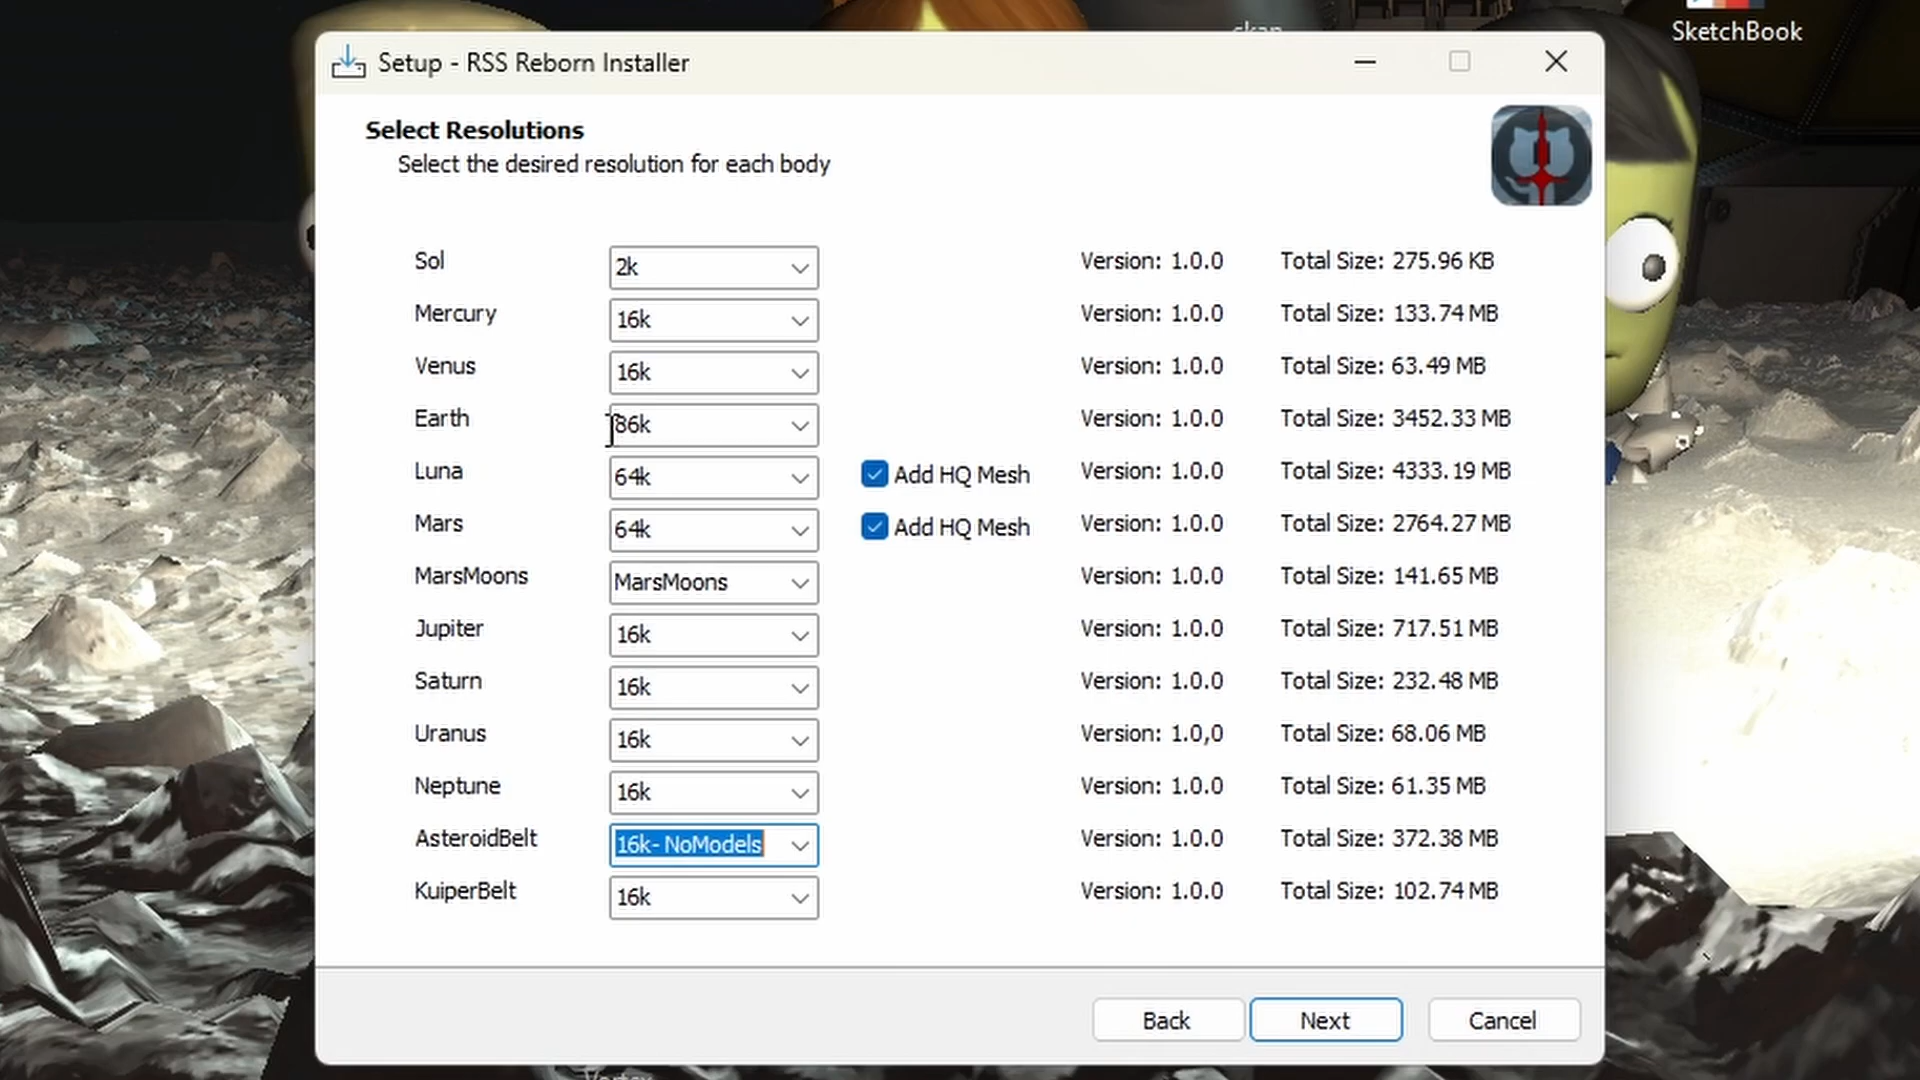 SketchBook
Setup - RSS Reborn Installer
Select Resolutions
Select the desired resolution for each body
Sol 2k Version: 1.0.0 Total Size: 275.96 KB
Mercury 16k Version: 1.0.0 Total Size: 133.74 MB
Venus 16k Version: 1.0.0 Total Size: 63.49 MB
Earth 86k Version: 1.0.0 Total Size: 3452.33 MB
Luna 64k Add HQ Mesh Version: 1.0.0 Total Size: 4333.19 MB
Mars 64k Add HQ Mesh Version: 1.0.0 Total Size: 2764.27 MB
MarsMoons MarsMoons Version: 1.0.0 Total Size: 141.65 MB
Jupiter 16k Version: 1.0.0 Total Size: 717.51 MB
Saturn 16k Version: 1.0.0 Total Size: 232.48 MB
Uranus 16k Version: 1.0,0 Total Size: 68.06 MB
Neptune 16k Version: 1.0.0 Total Size: 61.35 MB
AsteroidBelt 16k- NoModels Version: 1.0.0 Total Size: 372.38 MB
KuiperBelt 16k Version: 1.0.0 Total Size: 102.74 MB
Back Next Cancel